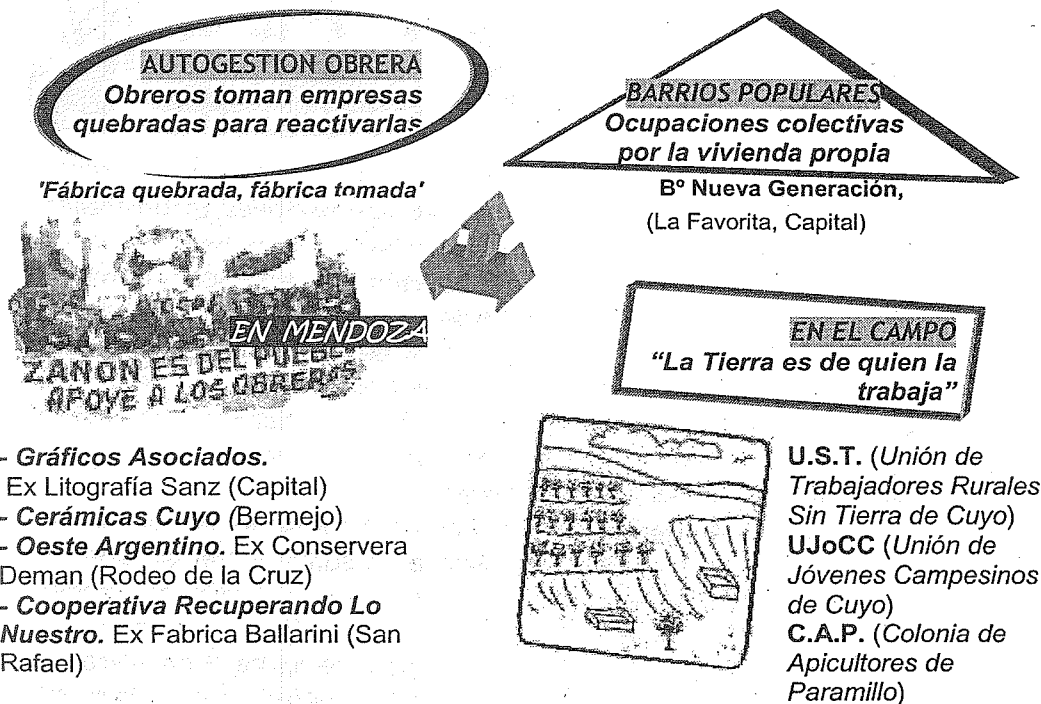 AUTOGESTION OBRERA
Obreros toman empresas
quebradas para reactivarlas
'Fábrica quebrada, fábrica tomada'
EN MENDOZA
ZANON ES DEL PUEBL
APOYE A LOS OBREROS
- Gráficos Asociados.
Ex Litografía Sanz (Capital)
- Cerámicas Cuyo (Bermejo)
- Oeste Argentino. Ex Conservera
Deman (Rodeo de la Cruz)
- Cooperativa Recuperando Lo
Nuestro. Ex Fabrica Ballarini (San
Rafael)
BARRIOS POPULARES
Ocupaciones colectivas
por la vivienda propia
Bº Nueva Generación,
(La Favorita, Capital)
EN EL CAMPO
“La Tierra es de quien la
trabaja”
U.S.T. (Unión de
Trabajadores Rurales
Sin Tierra de Cuyo)
UJoCC (Unión de
Jóvenes Campesinos
de Cuyo)
C.A.P. (Colonia de
Apicultores de
Paramillo)